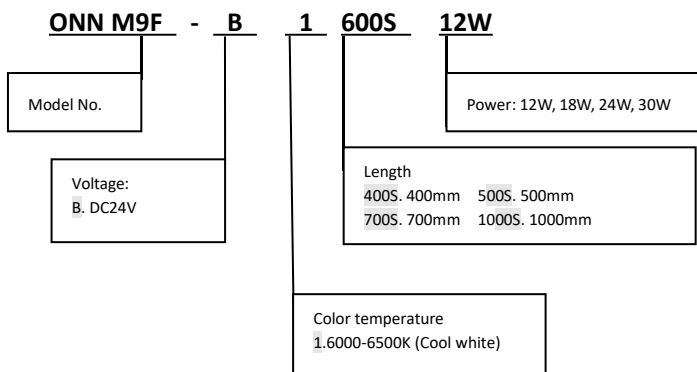 ONN M9F - B 1 600S 12W
Model No.
Power: 12W, 18W, 24W, 30W
Voltage:
B. DC24V
Length
400S. 400mm 500S. 500mm
700S. 700mm 1000S. 1000mm
Color temperature
1.6000-6500K (Cool white)